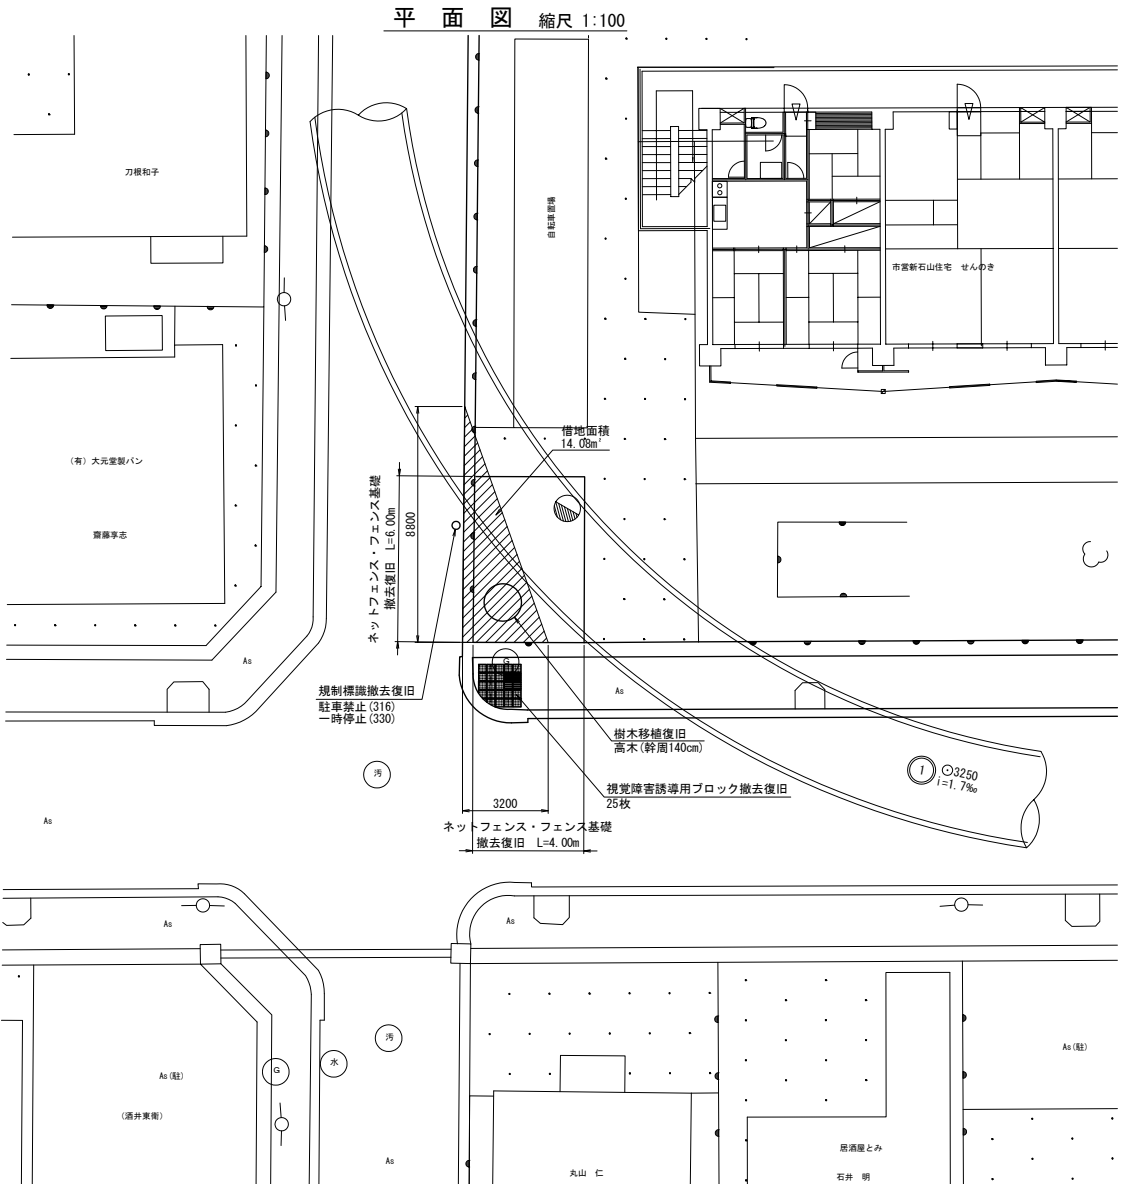 平面図 縮尺 1:100
刀根和子
自転車置場
市営新石山住宅 せんのき
(有) 大元堂製パン
齋藤享志
借地面積
14.08㎡
ネットフェンス・フェンス基礎
撤去復旧 L=6.00m
8800
As
G
As
規制標識撤去復旧
駐車禁止(316)
一時停止(330)
樹木移植復旧
高木(幹周140cm)
視覚障害誘導用ブロック撤去復旧
25枚
1
3250
i=1.7‰
汚
As
3200
ネットフェンス・フェンス基礎
撤去復旧 L=4.00m
As
As
汚
水
G
As(駐)
As(駐)
(酒井東衛)
As
丸山 仁
居酒屋とみ
石井 明